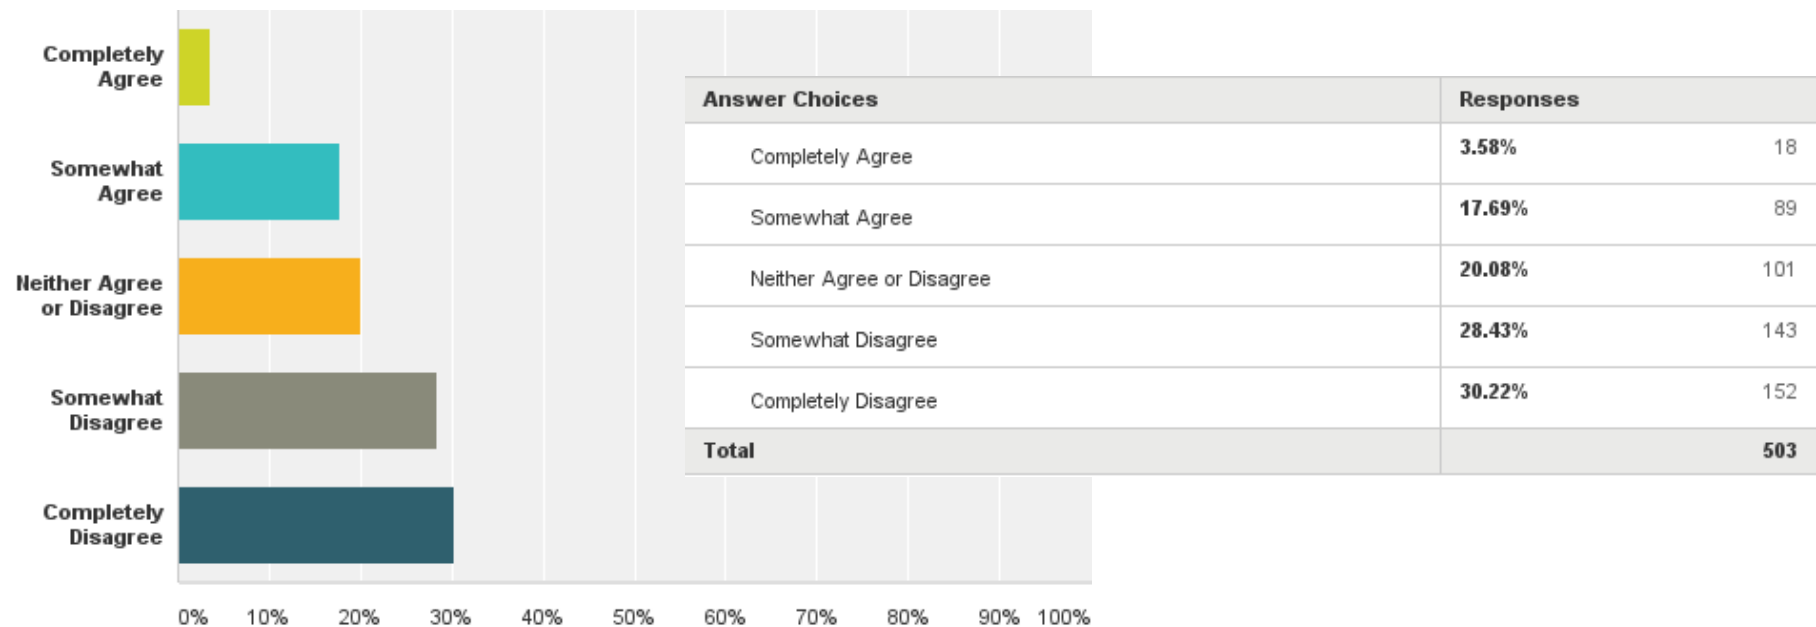 Completely
Agree
Somewhat
Agree
Neither Agree
or Disagree
Somewhat
Disagree
Completely
Disagree
0% 10% 20% 30% 40% 50% 60% 70% 80% 90% 100%
Answer Choices Responses
Completely Agree 3.58% 18
Somewhat Agree 17.69% 89
Neither Agree or Disagree 20.08% 101
Somewhat Disagree 28.43% 143
Completely Disagree 30.22% 152
Total 503